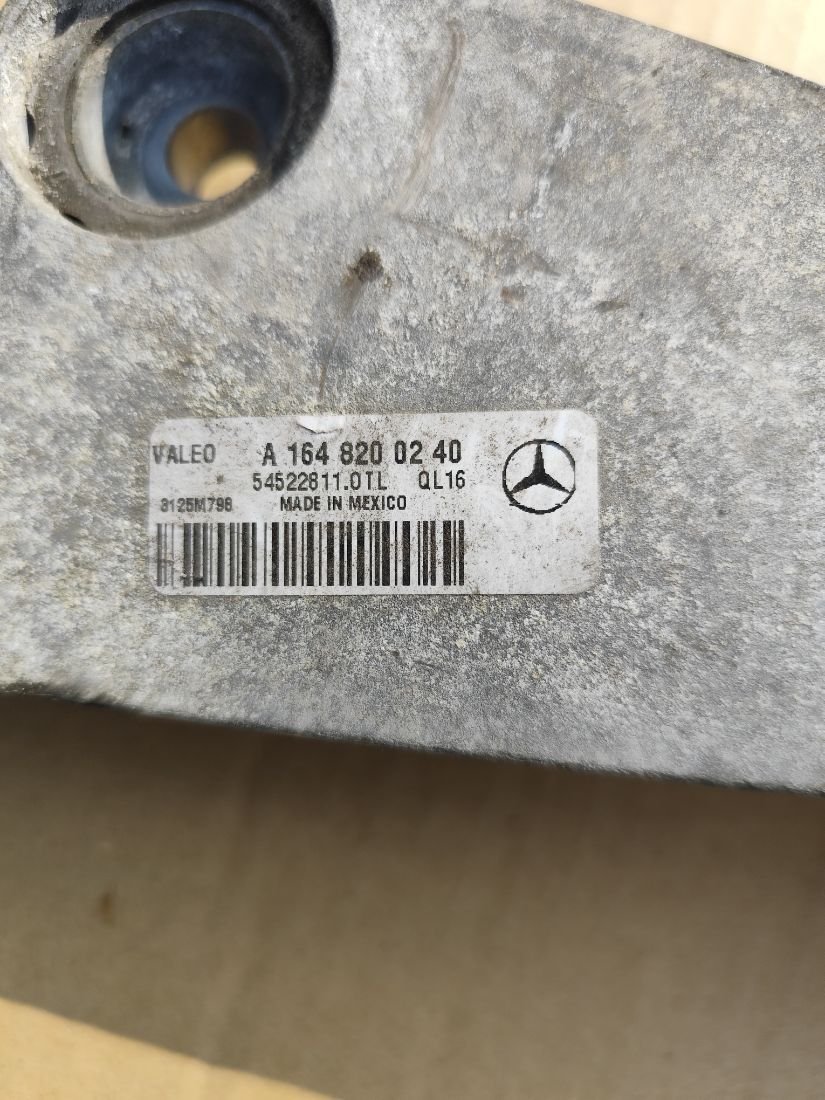 VALEO A 164 820 02 40
54522811.0TL QL16
3125M798 MADE IN MEXICO